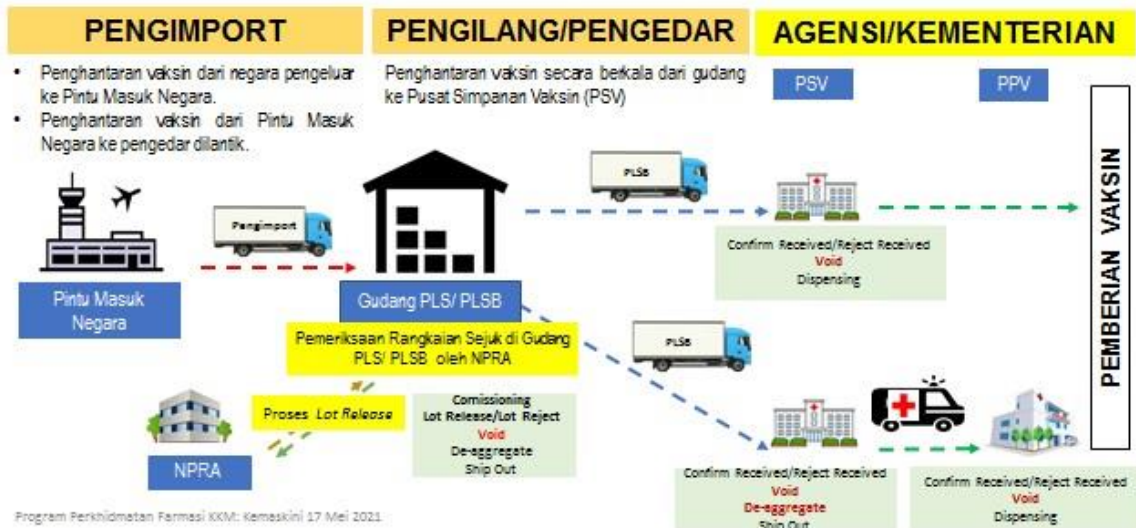 PENGIMPORT
• Penghantaran vaksin dari negara pengeluar
ke Pintu Masuk Negara.
• Penghantaran vaksin dari Pintu Masuk
Negara ke pengedar dilantik.
PENGILANG/PENGEDAR
Penghantaran vaksin secara berkala dari gudang
ke Pusat Simpanan Vaksin (PSV)
AGENSI/KEMENTERIAN
PSV
PPV
Pengimport
PLSB
Confirm Received/Reject Received
Void
Dispensing
PEMBERIAN VAKSIN
Pintu Masuk
Negara
Gudang PLS/ PLSB
Pemeriksaan Rangkaian Sejuk di Gudang
PLS/ PLSB oleh NPRA
PLSB
Proses Lot Release
NPRA
Comissioning
Lot Release/Lot Reject
Void
De-aggregate
Ship Out
Confirm Received/Reject Received
Void
De-aggregate
Ship Out
Confirm Received/Reject Received
Void
Dispensing
Program Perkhidmatan Farmasi KKM: Kemaskini 17 Mei 2021